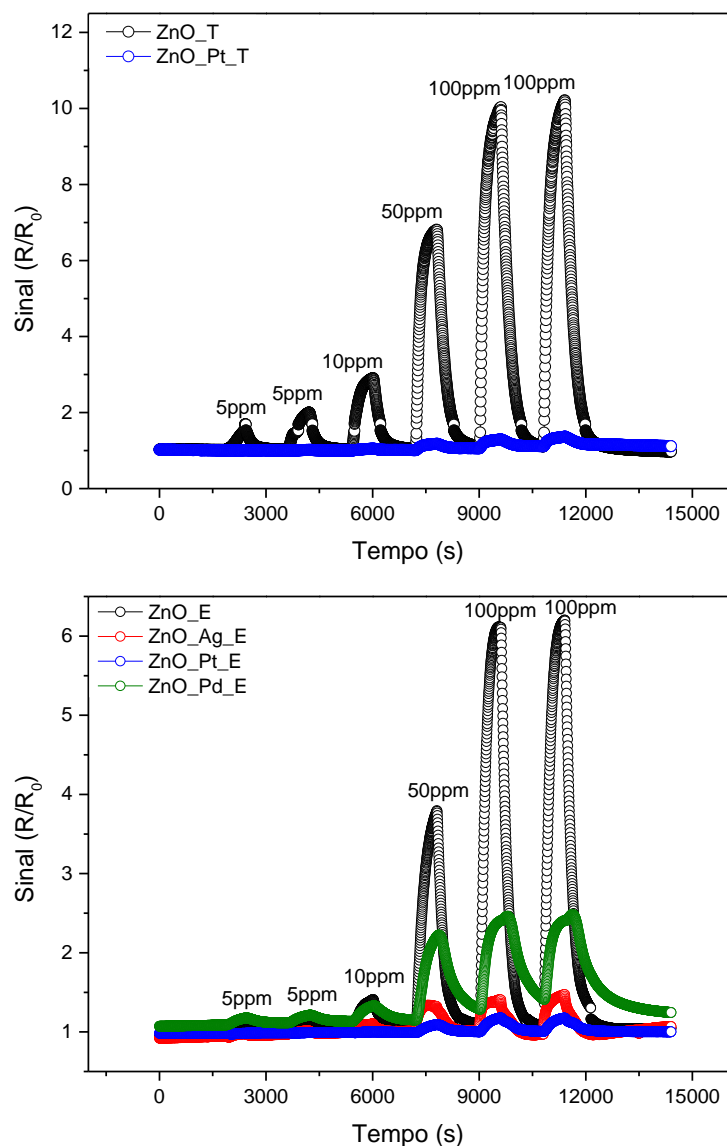 ZnO_T
ZnO_Pt_T
12
10
8
6
4
2
0
5ppm
5ppm
10ppm
50ppm
100ppm
100ppm
Sinal (R/R₀)
0 3000 6000 9000 12000 15000
Tempo (s)
ZnO_E
ZnO_Ag_E
ZnO_Pt_E
ZnO_Pd_E
6
5
4
3
2
1
5ppm
5ppm
10ppm
50ppm
100ppm
100ppm
Sinal (R/R₀)
0 3000 6000 9000 12000 15000
Tempo (s)